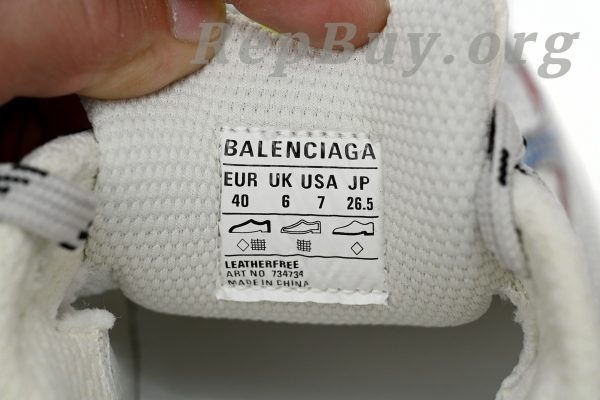 RepBuy.org
BALENCIAGA
EUR UK USA JP
40 6 7 26.5
LEATHERFREE
ART NO 734734
MADE IN CHINA